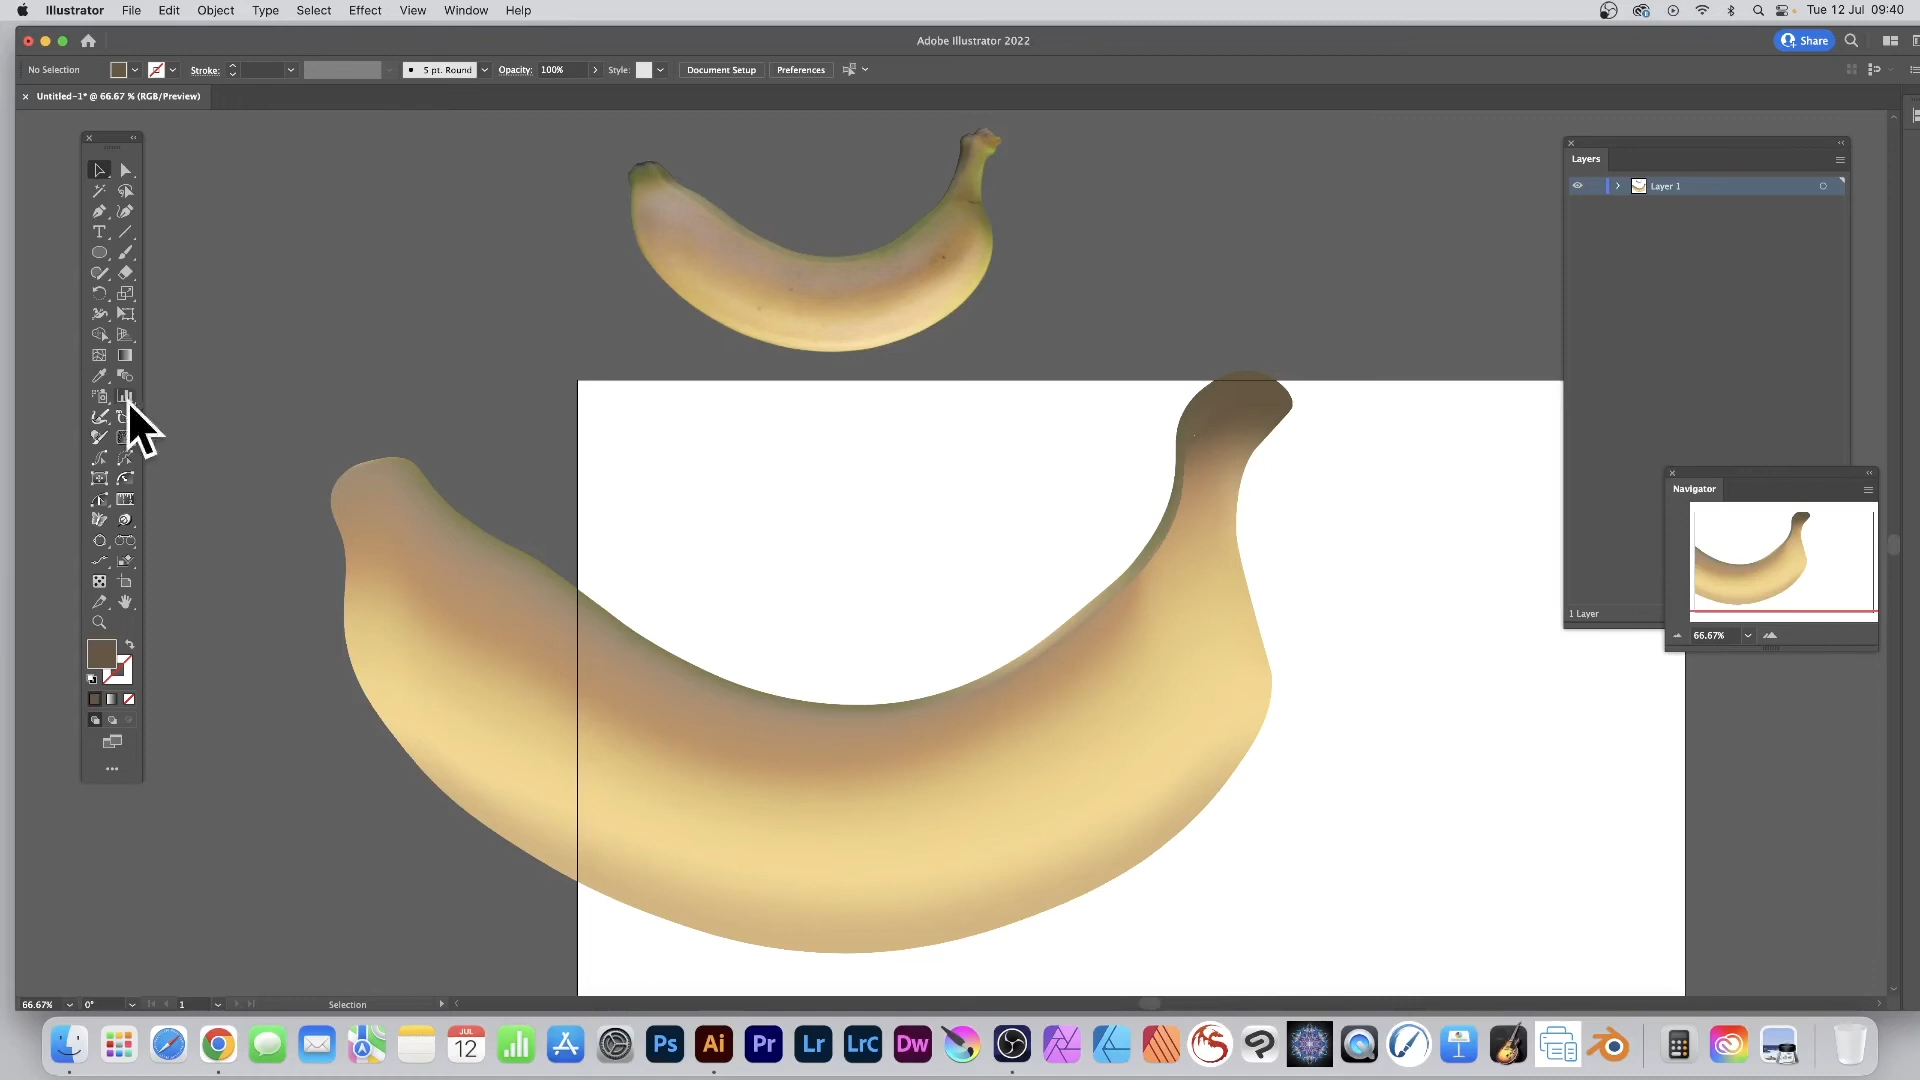 Illustrator File Edit Object Type Select Effect View Window Help
Tue 12 Jul 09:40
Adobe Illustrator 2022
Share
No Selection
Stroke:
5 pt. Round
Opacity: 100%
Style:
Document Setup
Preferences
Untitled-1* @ 66.67 % (RGB/Preview)
Layers
Layer 1
1 Layer
Navigator
66.67%
66.67%
0°
1
Selection
JUL
12
Ps
Ai
Pr
Lr
LrC
Dw